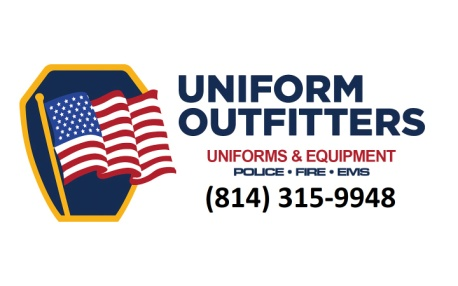 UNIFORM
OUTFITTERS
UNIFORMS & EQUIPMENT
POLICE • FIRE • EMS
(814) 315-9948